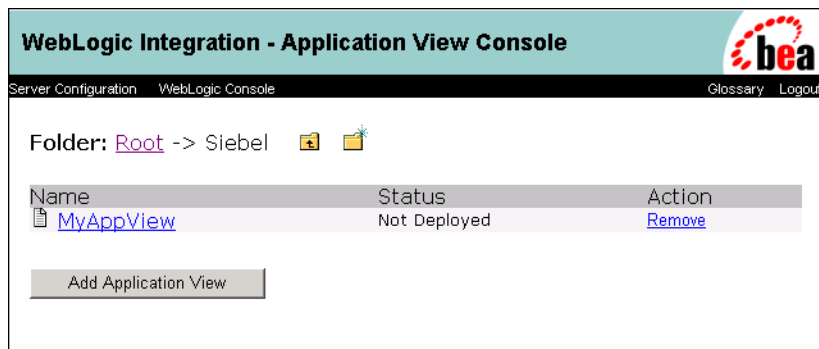 WebLogic Integration - Application View Console
bea
Server Configuration WebLogic Console Glossary Logout
Folder: Root -> Siebel
Name Status Action
MyAppView Not Deployed Remove
Add Application View